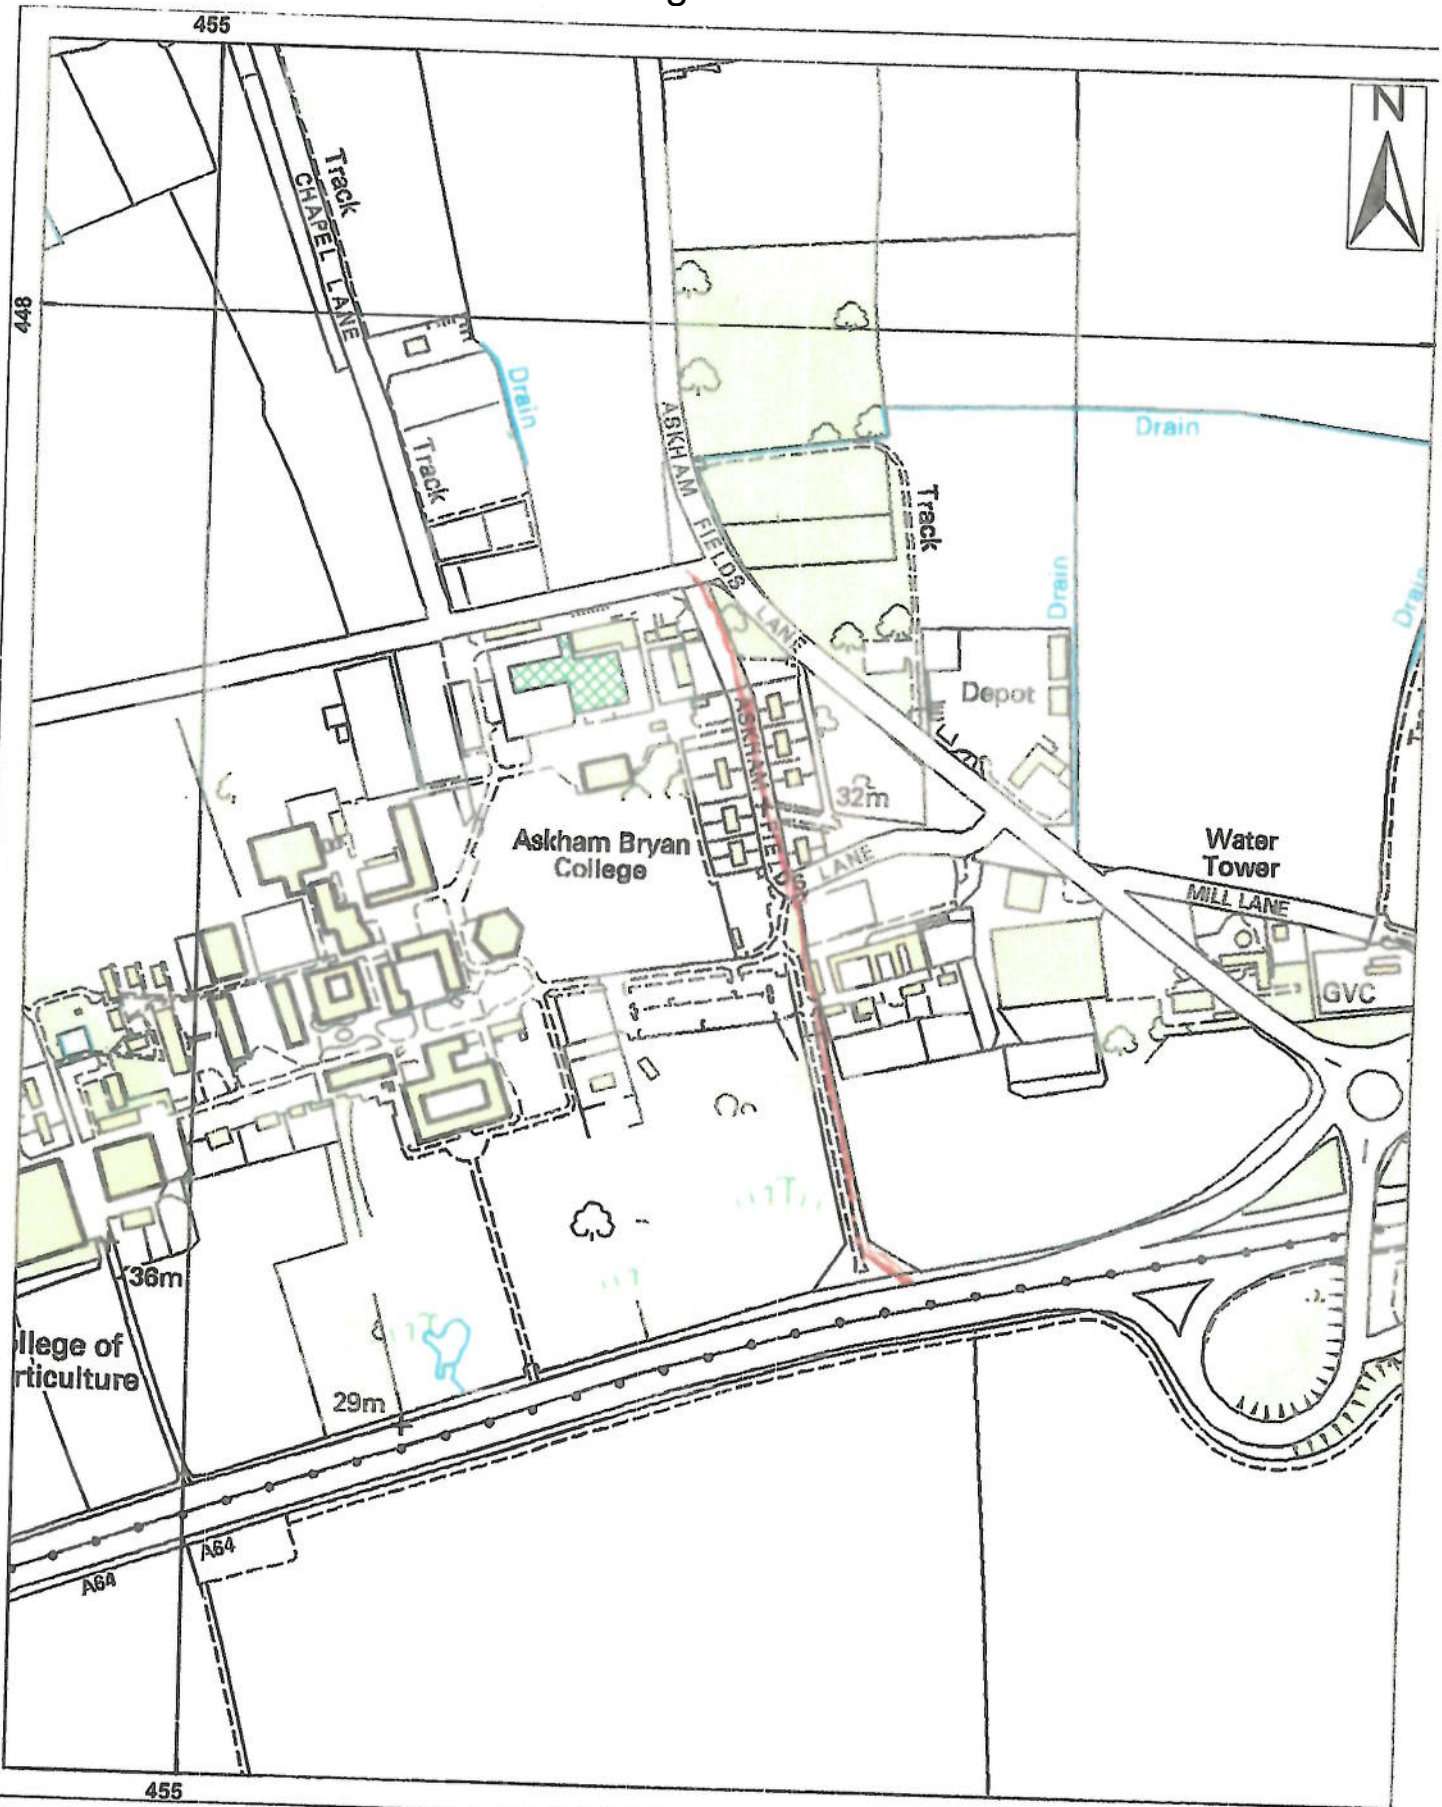 455
N
Track
CHAPEL LANE
448
Drain
ASKHAM FIELDS LANE
Drain
Track
Track
Drain
Drain
Depot
ASKHAM FIELDS
LANE
32m
Askham Bryan
College
Water
Tower
MILL LANE
GVC
36m
llege of
rticulture
29m
A64
A64
455